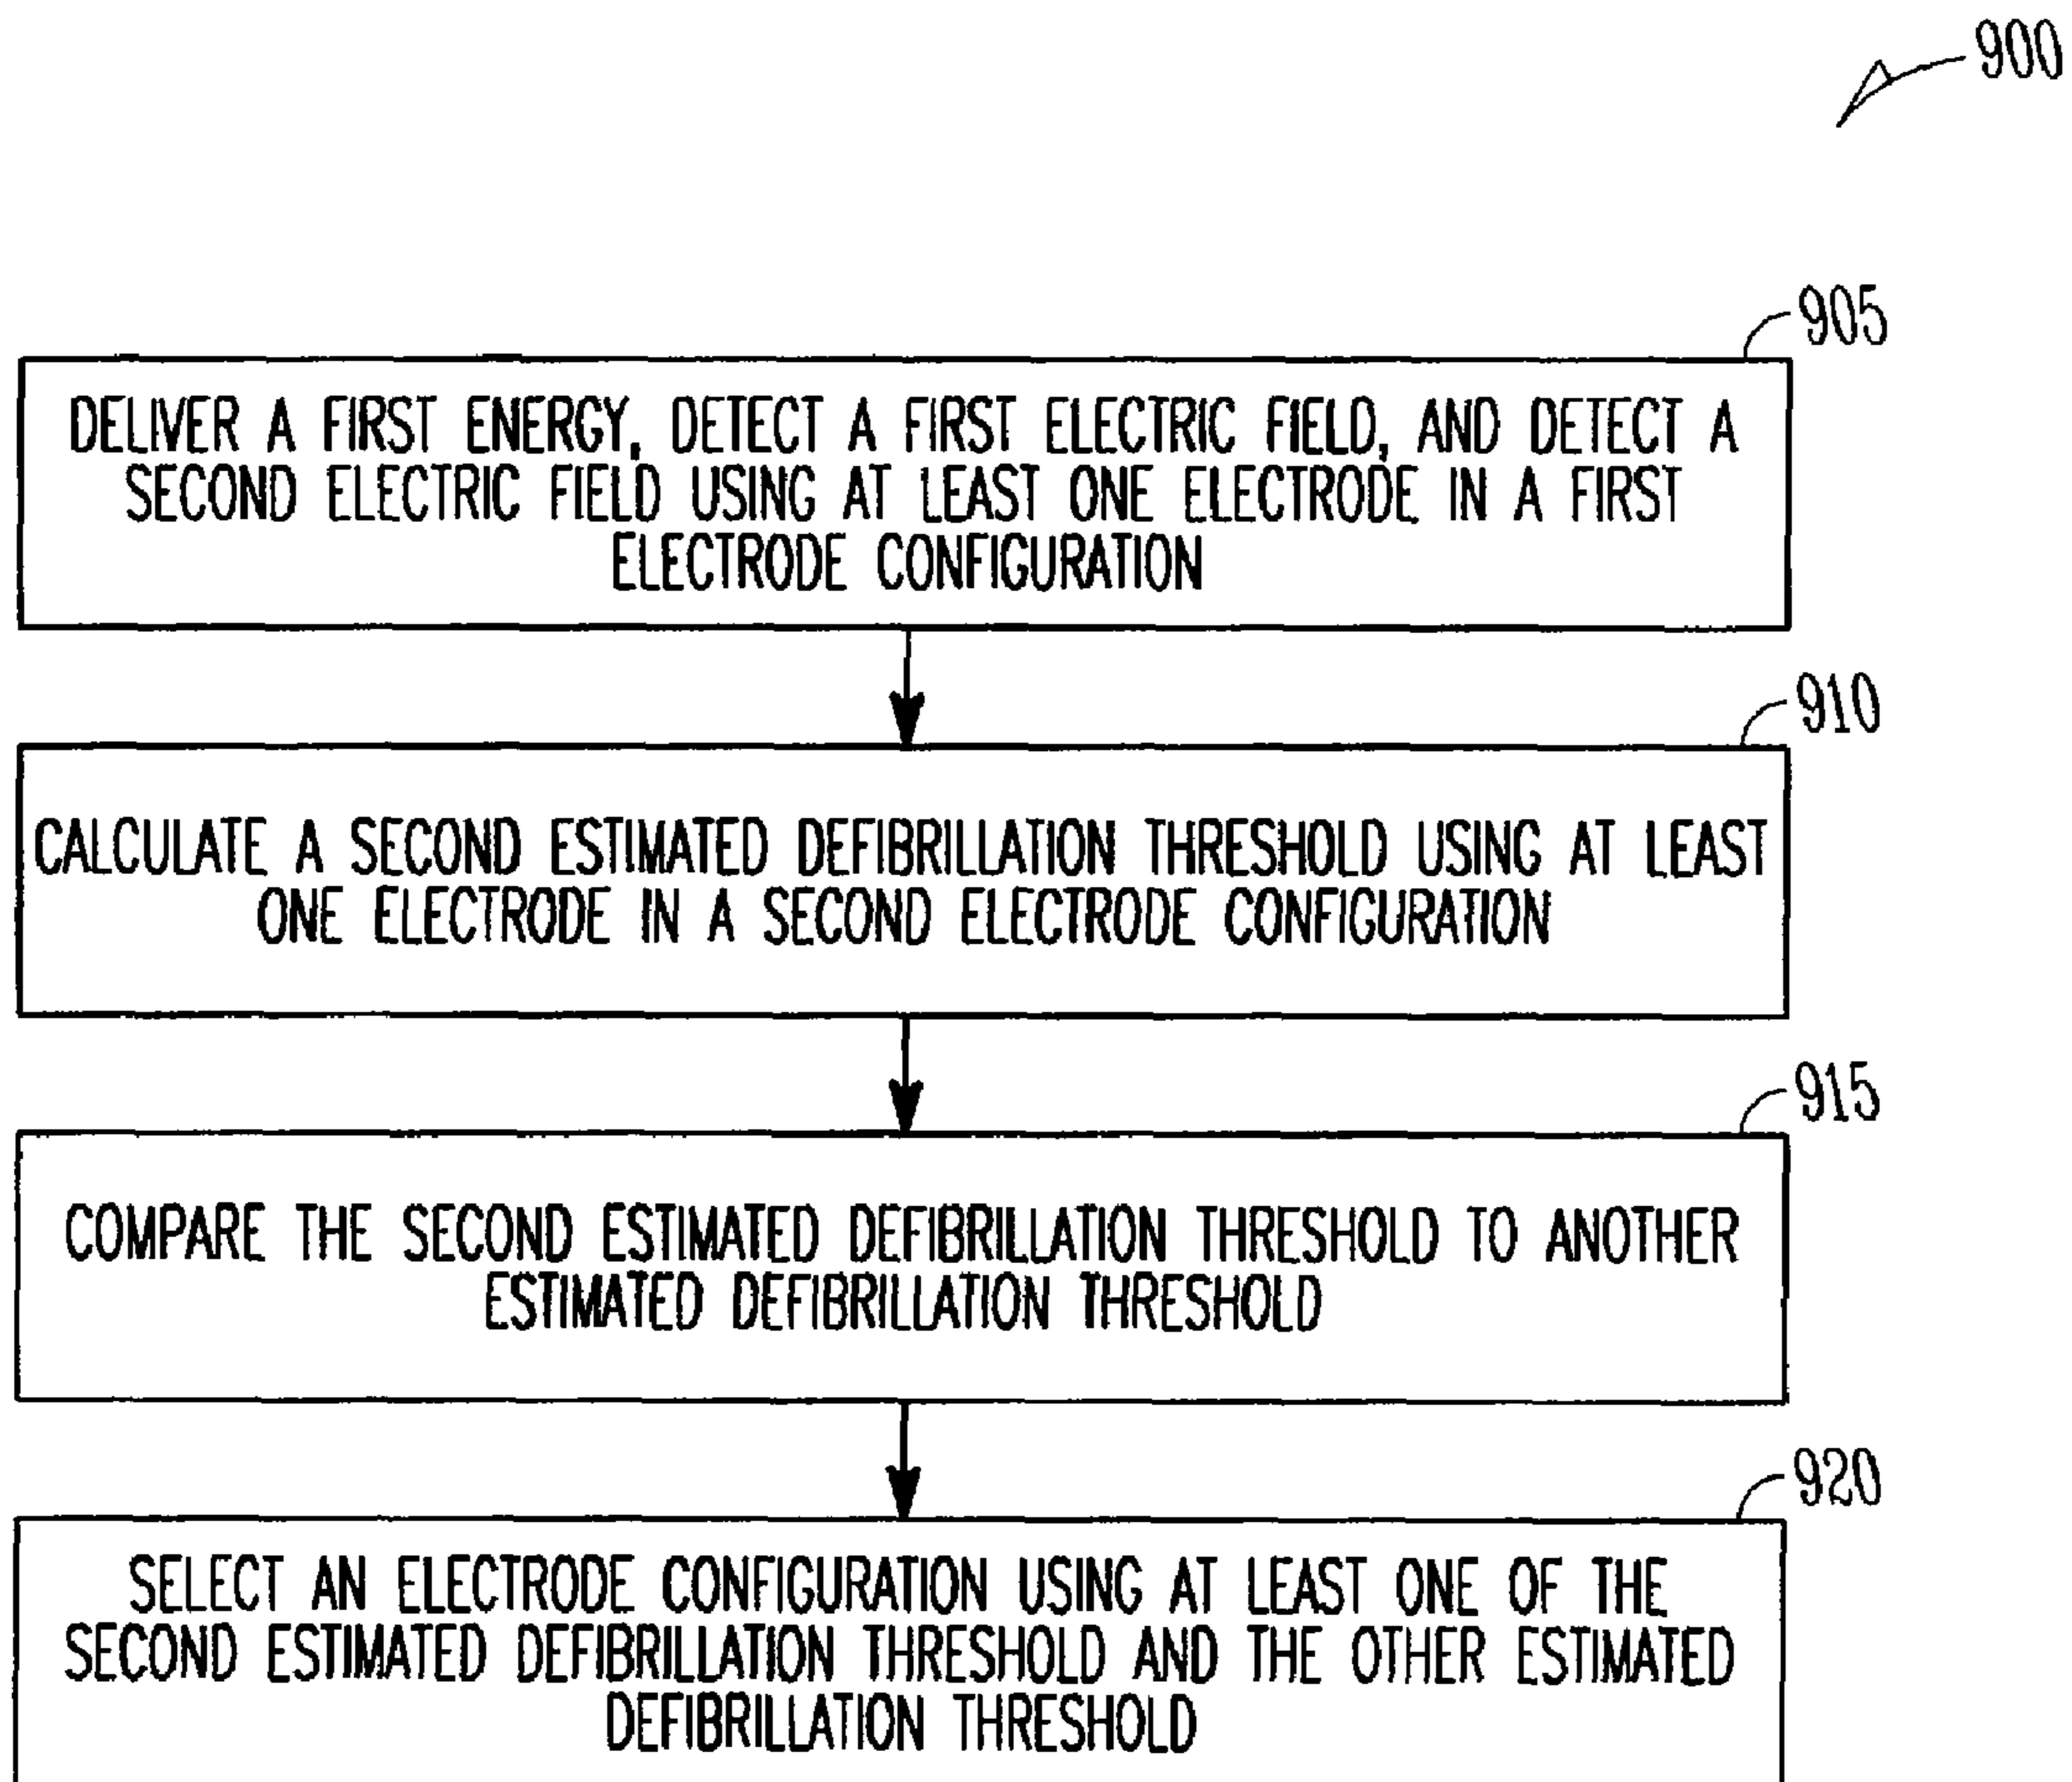 900
905
DELIVER A FIRST ENERGY, DETECT A FIRST ELECTRIC FIELD, AND DETECT A
SECOND ELECTRIC FIELD USING AT LEAST ONE ELECTRODE IN A FIRST
ELECTRODE CONFIGURATION
910
CALCULATE A SECOND ESTIMATED DEFIBRILLATION THRESHOLD USING AT LEAST
ONE ELECTRODE IN A SECOND ELECTRODE CONFIGURATION
915
COMPARE THE SECOND ESTIMATED DEFIBRILLATION THRESHOLD TO ANOTHER
ESTIMATED DEFIBRILLATION THRESHOLD
920
SELECT AN ELECTRODE CONFIGURATION USING AT LEAST ONE OF THE
SECOND ESTIMATED DEFIBRILLATION THRESHOLD AND THE OTHER ESTIMATED
DEFIBRILLATION THRESHOLD